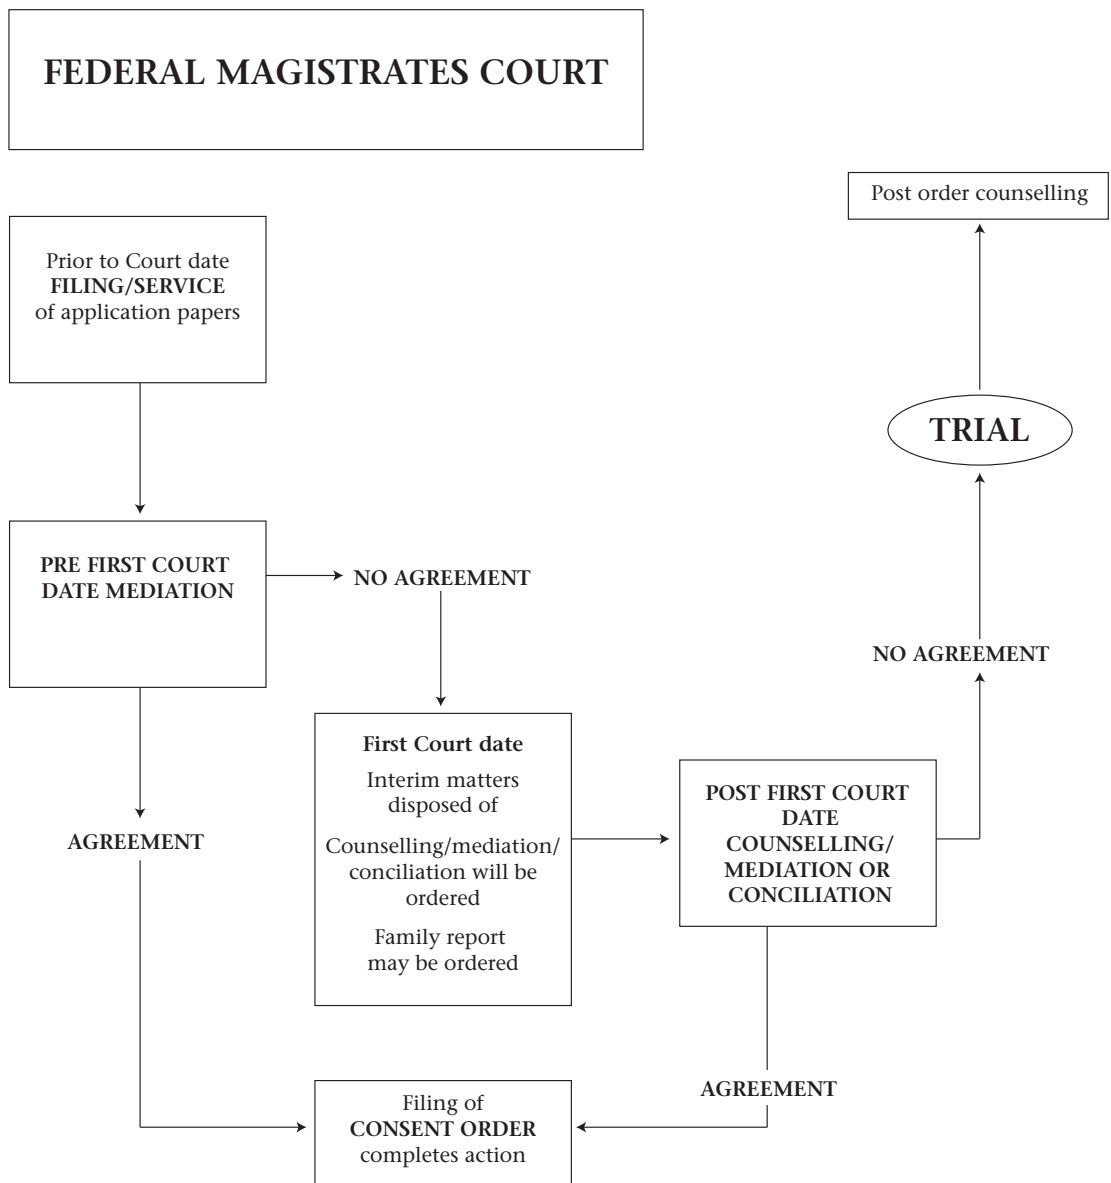 FEDERAL MAGISTRATES COURT
Post order counselling
Prior to Court date
FILING/SERVICE
of application papers
TRIAL
PRE FIRST COURT
DATE MEDIATION
NO AGREEMENT
NO AGREEMENT
First Court date
Interim matters
disposed of
Counselling/mediation/
conciliation will be
ordered
Family report
may be ordered
POST FIRST COURT
DATE
COUNSELLING/
MEDIATION OR
CONCILIATION
AGREEMENT
AGREEMENT
Filing of
CONSENT ORDER
completes action